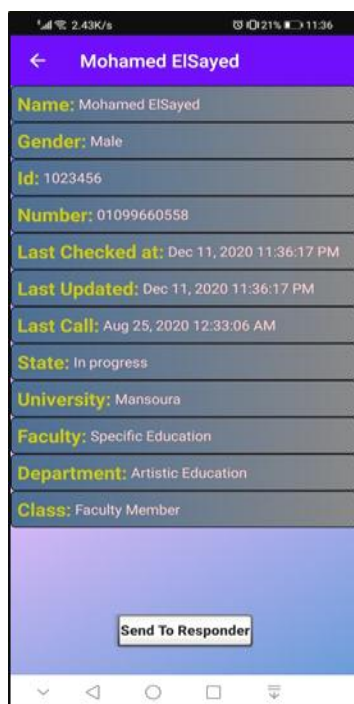 2.43K/s 21% 11:36
Mohamed ElSayed
Name: Mohamed ElSayed
Gender: Male
Id: 1023456
Number: 01099660558
Last Checked at: Dec 11, 2020 11:36:17 PM
Last Updated: Dec 11, 2020 11:36:17 PM
Last Call: Aug 25, 2020 12:33:06 AM
State: In progress
University: Mansoura
Faculty: Specific Education
Department: Artistic Education
Class: Faculty Member
Send To Responder